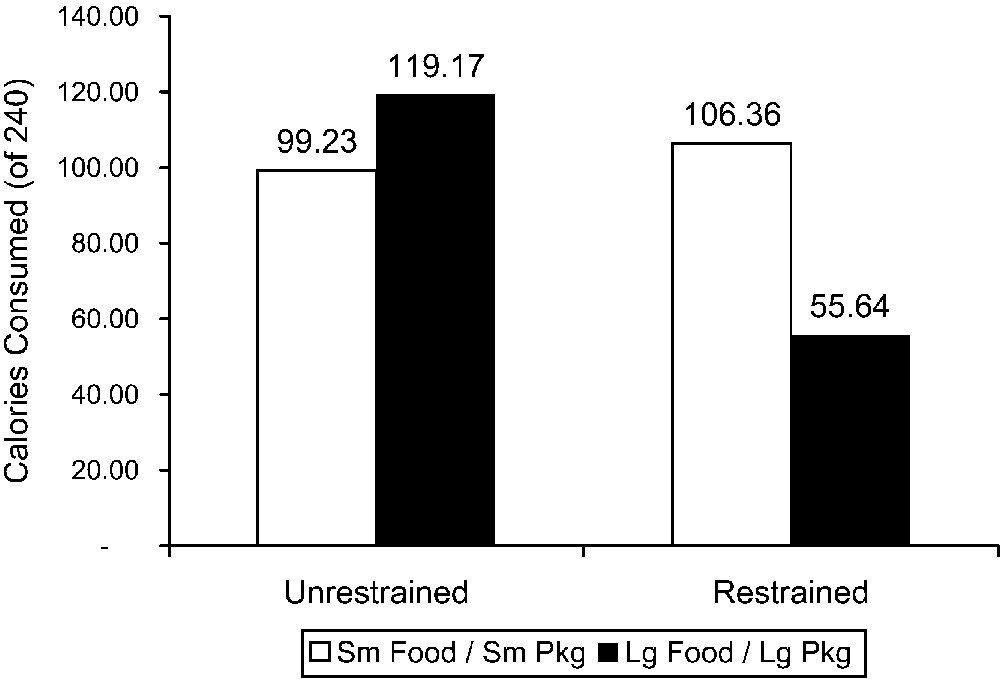 140.00
120.00
100.00
80.00
60.00
40.00
20.00
-
Calories Consumed (of 240)
99.23
119.17
106.36
55.64
Unrestrained
Restrained
Sm Food / Sm Pkg
Lg Food / Lg Pkg